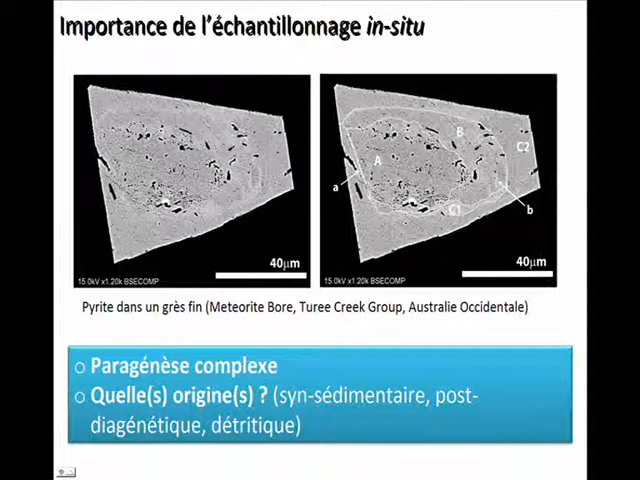 Importance de l'échantillonnage in-situ
A
B
C2
a
b
C1
40µm
40µm
15.0kV x1.20k BSECOMP
15.0kV x1.20k BSECOMP
Pyrite dans un grès fin (Meteorite Bore, Turee Creek Group, Australie Occidentale)
o Paragénèse complexe
o Quelle(s) origine(s) ? (syn-sédimentaire, post-
diagénétique, détritique)